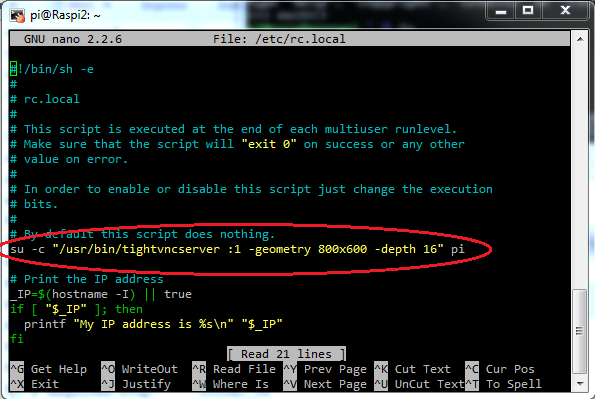 pi@Raspi2: ~
GNU nano 2.2.6 File: /etc/rc.local
#!/bin/sh -e
#
# rc.local
#
# This script is executed at the end of each multiuser runlevel.
# Make sure that the script will "exit 0" on success or any other
# value on error.
#
# In order to enable or disable this script just change the execution
# bits.
#
# By default this script does nothing.
su -c "/usr/bin/tightvncserver :1 -geometry 800x600 -depth 16" pi
# Print the IP address
_IP=$(hostname -I) || true
if [ "$_IP" ]; then
printf "My IP address is %s\n" "$_IP"
fi
[ Read 21 lines ]
^G Get Help ^O WriteOut ^R Read File ^Y Prev Page ^K Cut Text ^C Cur Pos
^X Exit ^J Justify ^W Where Is ^V Next Page ^U UnCut Text ^T To Spell